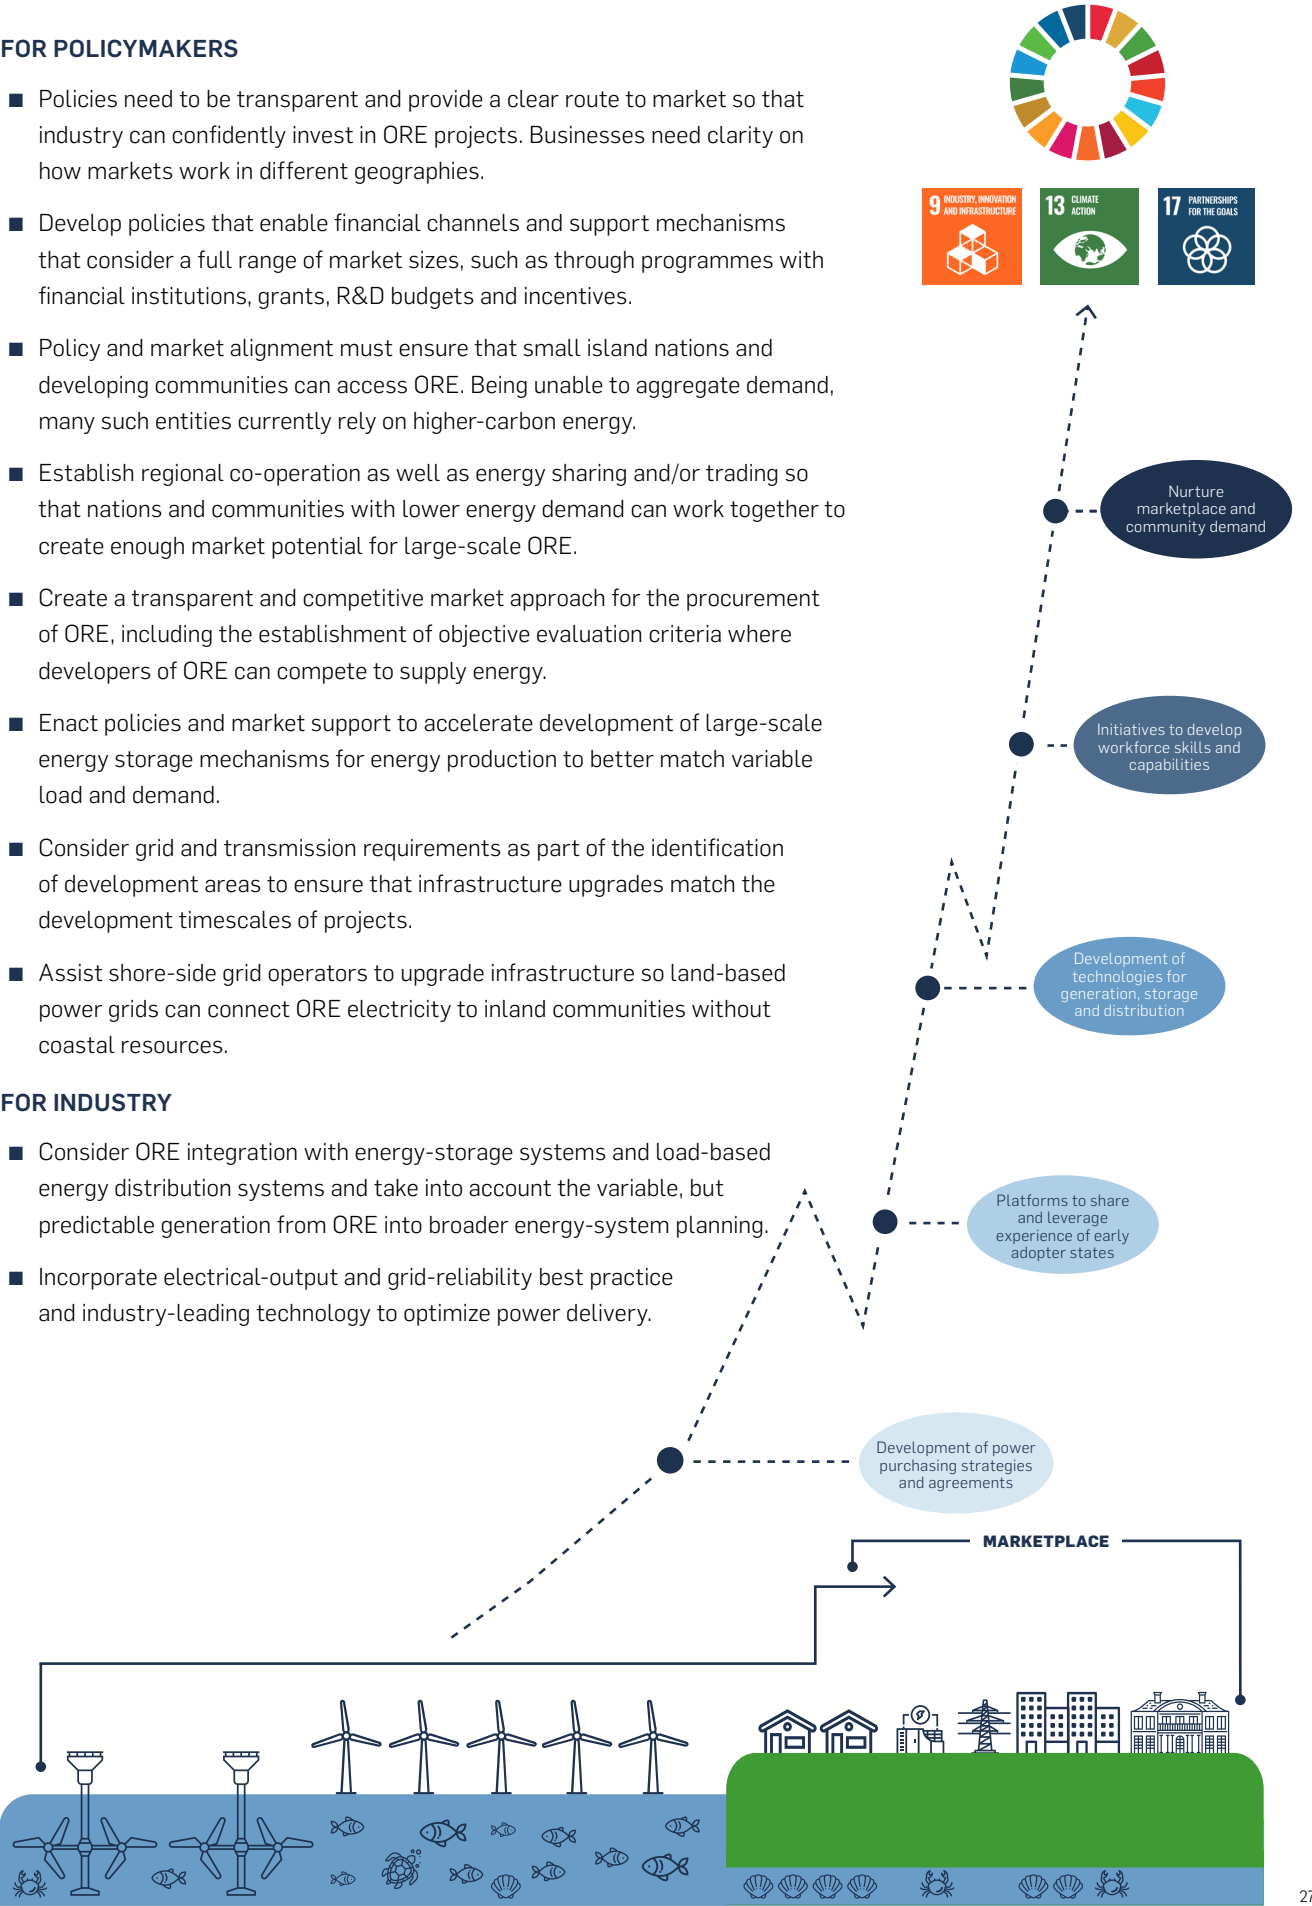 FOR POLICYMAKERS
■ Policies need to be transparent and provide a clear route to market so that
industry can confidently invest in ORE projects. Businesses need clarity on
how markets work in different geographies.
■ Develop policies that enable financial channels and support mechanisms
that consider a full range of market sizes, such as through programmes with
financial institutions, grants, R&D budgets and incentives.
■ Policy and market alignment must ensure that small island nations and
developing communities can access ORE. Being unable to aggregate demand,
many such entities currently rely on higher-carbon energy.
■ Establish regional co-operation as well as energy sharing and/or trading so
that nations and communities with lower energy demand can work together to
create enough market potential for large-scale ORE.
■ Create a transparent and competitive market approach for the procurement
of ORE, including the establishment of objective evaluation criteria where
developers of ORE can compete to supply energy.
■ Enact policies and market support to accelerate development of large-scale
energy storage mechanisms for energy production to better match variable
load and demand.
■ Consider grid and transmission requirements as part of the identification
of development areas to ensure that infrastructure upgrades match the
development timescales of projects.
■ Assist shore-side grid operators to upgrade infrastructure so land-based
power grids can connect ORE electricity to inland communities without
coastal resources.
FOR INDUSTRY
■ Consider ORE integration with energy-storage systems and load-based
energy distribution systems and take into account the variable, but
predictable generation from ORE into broader energy-system planning.
■ Incorporate electrical-output and grid-reliability best practice
and industry-leading technology to optimize power delivery.
9 INDUSTRY, INNOVATION
AND INFRASTRUCTURE
13 CLIMATE
ACTION
17 PARTNERSHIPS
FOR THE GOALS
Nurture
marketplace and
community demand
Initiatives to develop
workforce skills and
capabilities
Development of
technologies for
generation, storage
and distribution
Platforms to share
and leverage
experience of early
adopter states
Development of power
purchasing strategies
and agreements
MARKETPLACE
27